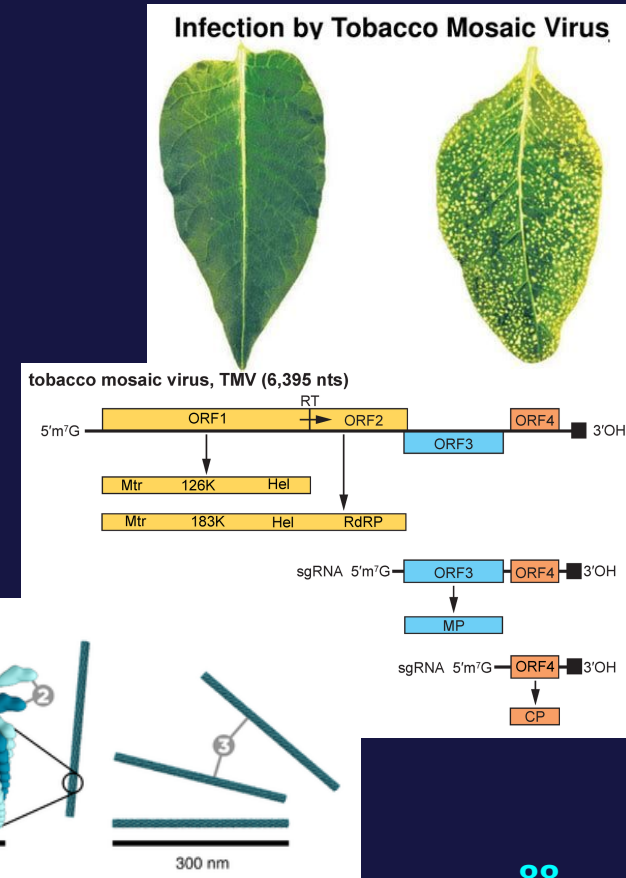 Infection by Tobacco Mosaic Virus
tobacco mosaic virus, TMV (6,395 nts)
RT
5′m⁷G ORF1 ORF2 ORF4 3′OH
ORF3
Mtr 126K Hel
Mtr 183K Hel RdRP
sgRNA 5′m⁷G ORF3 ORF4 3′OH
MP
sgRNA 5′m⁷G ORF4 3′OH
CP
2
3
300 nm